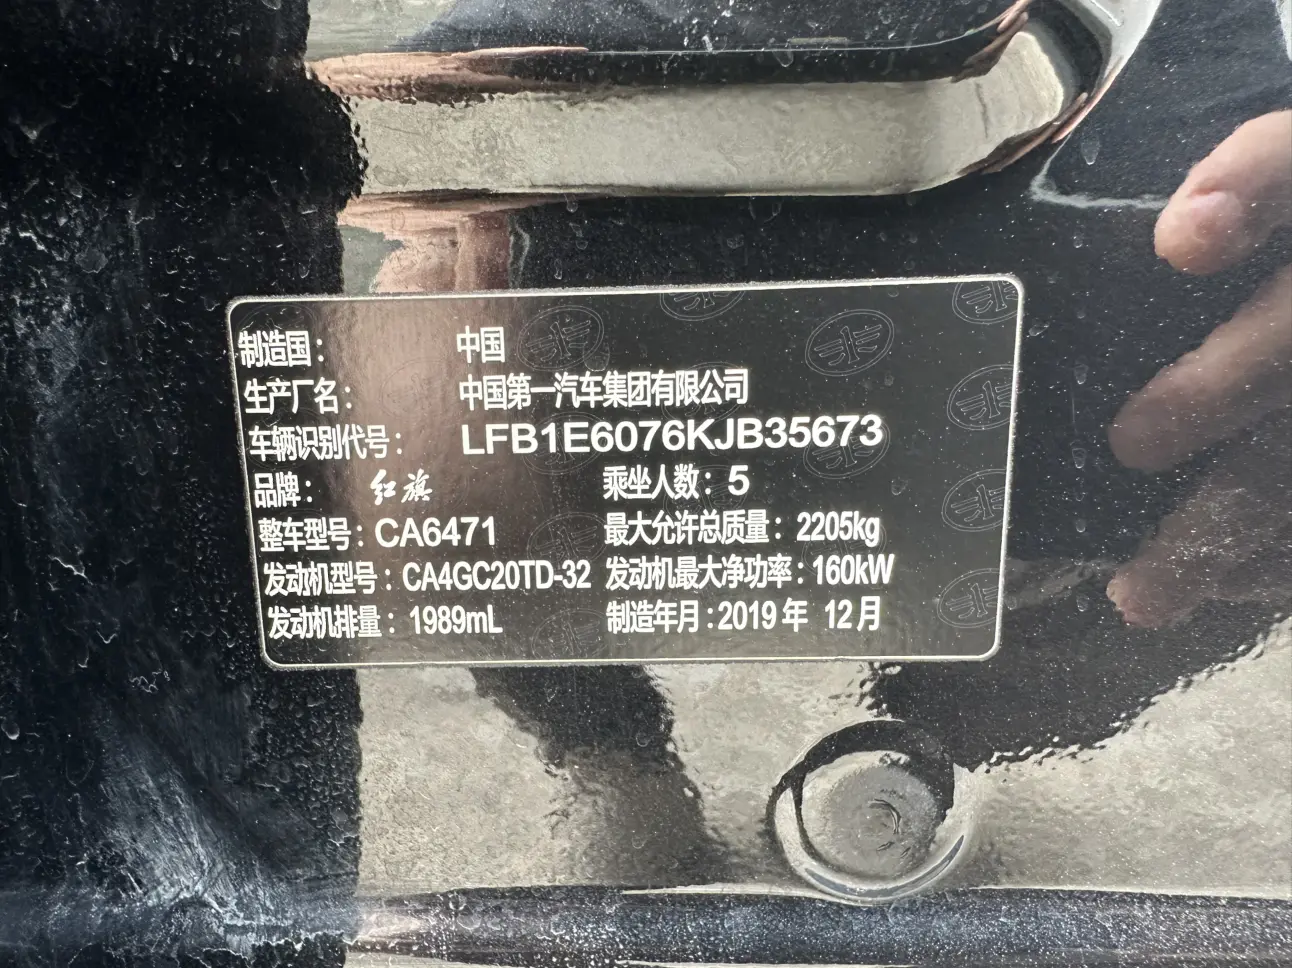 制造国： 中国
生产厂名： 中国第一汽车集团有限公司
车辆识别代号： LFB1E6076KJB35673
品牌： 红旗 乘坐人数：5
整车型号：CA6471 最大允许总质量：2205kg
发动机型号：CA4GC20TD-32 发动机最大净功率：160kW
发动机排量：1989mL 制造年月：2019年 12月